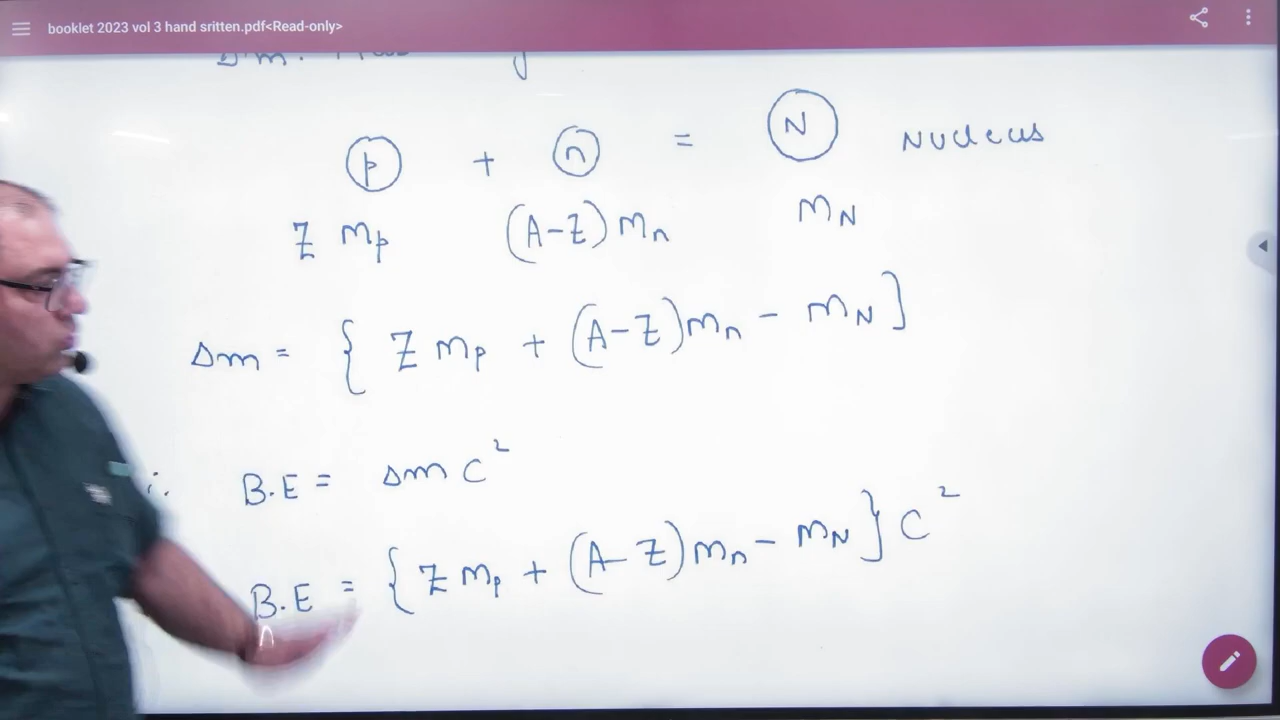 booklet 2023 vol 3 hand sritten.pdf<Read-only>
p + n = N Nucleus
Z mp (A-Z) mn MN
Δm = { Z mp + (A-Z) mn - MN ]
B.E = Δm c²
B.E = { Z mp + (A-Z) mn - MN } c²